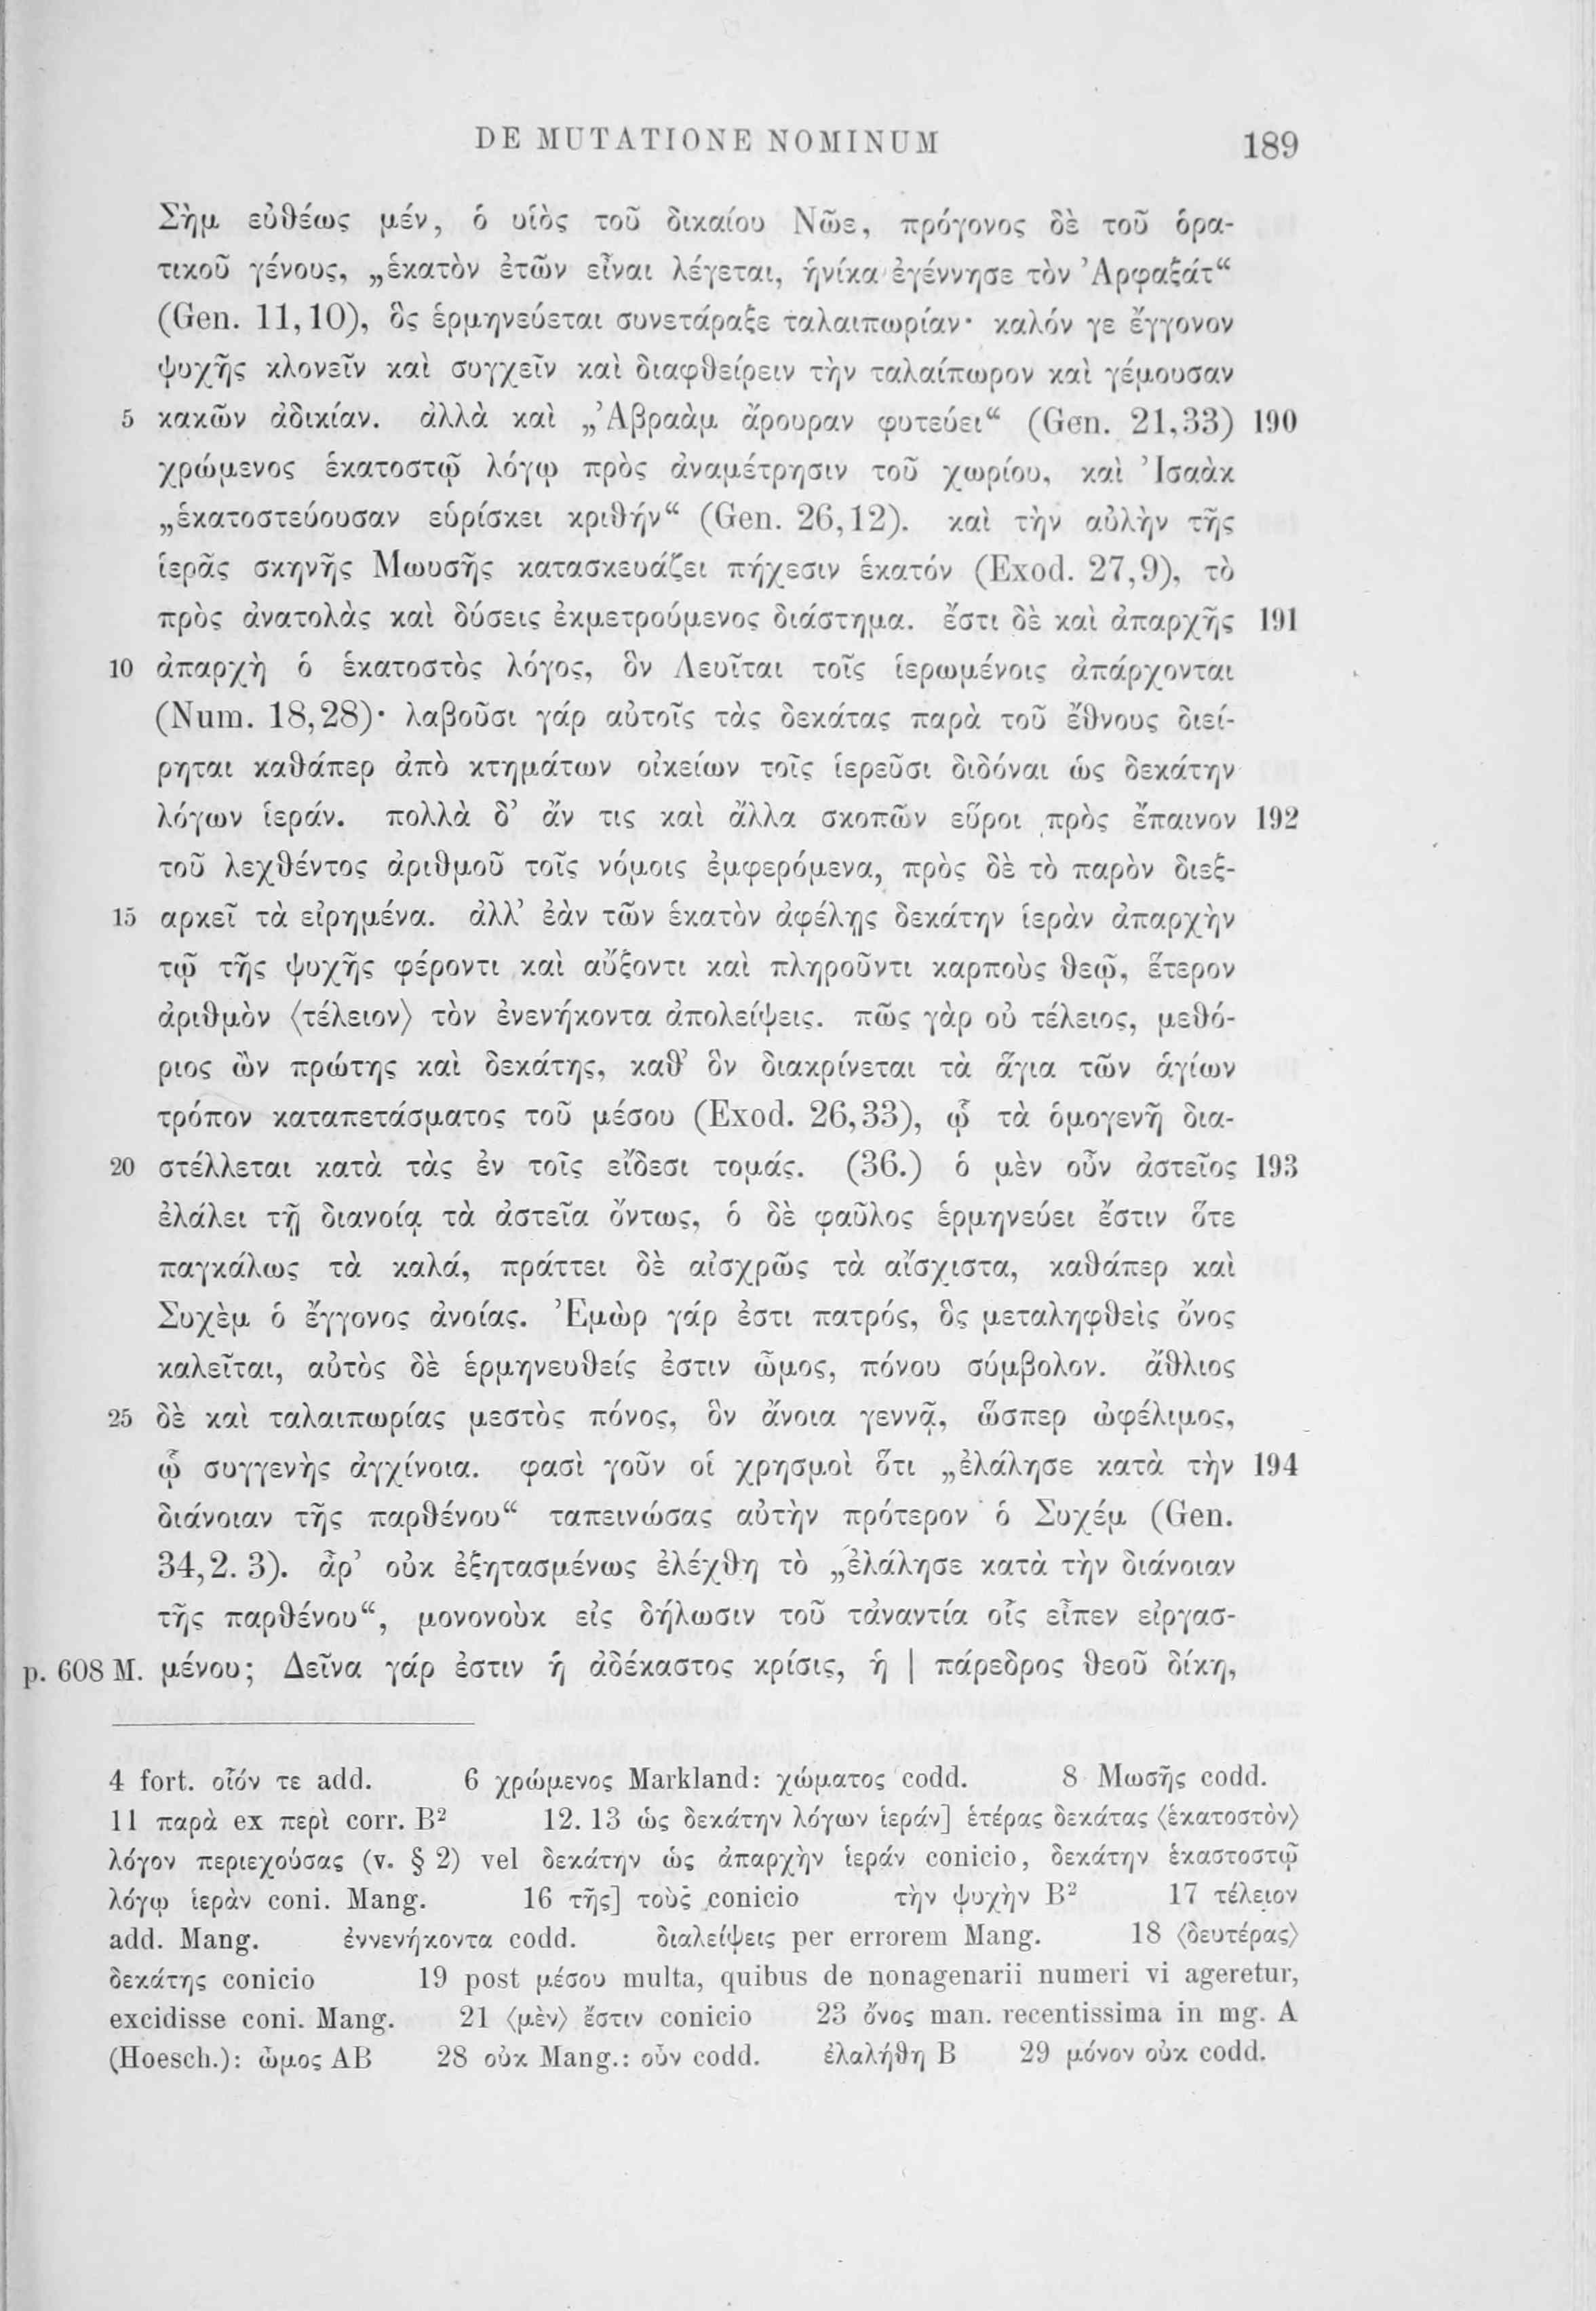 DE MUTATIONE NOMINUM 189
Σὴμ εὐθέως μέν, ὁ υἱὸς τοῦ δικαίου Νῶε, πρόγονος δὲ τοῦ ὁρα-
τικοῦ γένους, „ἑκατὸν ἐτῶν εἶναι λέγεται, ἡνίκα ἐγέννησε τὸν Ἀρφαξάτ“
(Gen. 11,10), ὃς ἑρμηνεύεται συνετάραξε ταλαιπωρίαν· καλόν γε ἔγγονον
ψυχῆς κλονεῖν καὶ συγχεῖν καὶ διαφθείρειν τὴν ταλαίπωρον καὶ γέμουσαν
5 κακῶν ἀδικίαν. ἀλλὰ καὶ „Ἀβραὰμ ἄρουραν φυτεύει“ (Gen. 21,33) 190
χρώμενος ἑκατοστῷ λόγῳ πρὸς ἀναμέτρησιν τοῦ χωρίου, καὶ Ἰσαὰκ
„ἑκατοστεύουσαν εὑρίσκει κριθήν“ (Gen. 26,12). καὶ τὴν αὐλὴν τῆς
ἱερᾶς σκηνῆς Μωυσῆς κατασκευάζει πήχεσιν ἑκατόν (Exod. 27,9), τὸ
πρὸς ἀνατολὰς καὶ δύσεις ἐκμετρούμενος διάστημα. ἔστι δὲ καὶ ἀπαρχῆς 191
10 ἀπαρχὴ ὁ ἑκατοστὸς λόγος, ὃν Λευῖται τοῖς ἱερωμένοις ἀπάρχονται
(Num. 18,28)· λαβοῦσι γάρ αὐτοῖς τὰς δεκάτας παρὰ τοῦ ἔθνους διεί-
ρηται καθάπερ ἀπὸ κτημάτων οἰκείων τοῖς ἱερεῦσι διδόναι ὡς δεκάτην
λόγων ἱεράν. πολλὰ δ’ ἄν τις καὶ ἄλλα σκοπῶν εὕροι πρὸς ἔπαινον 192
τοῦ λεχθέντος ἀριθμοῦ τοῖς νόμοις ἐμφερόμενα, πρὸς δὲ τὸ παρὸν διεξ-
15 αρκεῖ τὰ εἰρημένα. ἀλλ’ ἐὰν τῶν ἑκατὸν ἀφέλῃς δεκάτην ἱερὰν ἀπαρχὴν
τῷ τῆς ψυχῆς φέροντι καὶ αὔξοντι καὶ πληροῦντι καρποὺς θεῷ, ἕτερον
ἀριθμὸν ⟨τέλειον⟩ τὸν ἐνενήκοντα ἀπολείψεις. πῶς γὰρ οὐ τέλειος, μεθό-
ριος ὢν πρώτης καὶ δεκάτης, καθ’ ὃν διακρίνεται τὰ ἅγια τῶν ἁγίων
τρόπον καταπετάσματος τοῦ μέσου (Exod. 26,33), ᾧ τὰ ὁμογενῆ δια-
20 στέλλεται κατὰ τὰς ἐν τοῖς εἴδεσι τομάς. (36.) ὁ μὲν οὖν ἀστεῖος 193
ἐλάλει τῇ διανοίᾳ τὰ ἀστεῖα ὄντως, ὁ δὲ φαῦλος ἑρμηνεύει ἔστιν ὅτε
παγκάλως τὰ καλά, πράττει δὲ αἰσχρῶς τὰ αἴσχιστα, καθάπερ καὶ
Συχὲμ ὁ ἔγγονος ἀνοίας. Ἐμὼρ γάρ ἐστι πατρός, ὃς μεταληφθεὶς ὄνος
καλεῖται, αὐτὸς δὲ ἑρμηνευθείς ἐστιν ὦμος, πόνου σύμβολον. ἄθλιος
25 δὲ καὶ ταλαιπωρίας μεστὸς πόνος, ὃν ἄνοια γεννᾷ, ὥσπερ ὠφέλιμος,
ᾧ συγγενὴς ἀγχίνοια. φασὶ γοῦν οἱ χρησμοὶ ὅτι „ἐλάλησε κατὰ τὴν 194
διάνοιαν τῆς παρθένου“ ταπεινώσας αὐτὴν πρότερον ὁ Συχέμ (Gen.
34,2. 3). ἆρ’ οὐκ ἐξητασμένως ἐλέχθη τὸ „ἐλάλησε κατὰ τὴν διάνοιαν
τῆς παρθένου“, μονονοὺκ εἰς δήλωσιν τοῦ τἀναντία οἷς εἶπεν εἰργασ-
p. 608 M. μένου; Δεῖνα γάρ ἐστιν ἡ ἀδέκαστος κρίσις, ἡ | πάρεδρος θεοῦ δίκη,
4 fort. οἷόν τε add. 6 χρώμενος Markland: χώματος codd. 8 Μωσῆς codd.
11 παρὰ ex περὶ corr. B² 12. 13 ὡς δεκάτην λόγων ἱεράν] ἑτέρας δεκάτας ⟨ἑκατοστὸν⟩
λόγον περιεχούσας (v. § 2) vel δεκάτην ὡς ἀπαρχὴν ἱεράν conicio, δεκάτην ἑκαστοστῷ
λόγῳ ἱερὰν coni. Mang. 16 τῆς] τοὺς conicio τὴν ψυχὴν B² 17 τέλειον
add. Mang. ἐννενήκοντα codd. διαλείψεις per errorem Mang. 18 ⟨δευτέρας⟩
δεκάτης conicio 19 post μέσου multa, quibus de nonagenarii numeri vi ageretur,
excidisse coni. Mang. 21 ⟨μὲν⟩ ἔστιν conicio 23 ὄνος man. recentissima in mg. A
(Hoesch.): ὦμος AB 28 οὐκ Mang.: οὖν codd. ἐλαλήθη B 29 μόνον οὐκ codd.